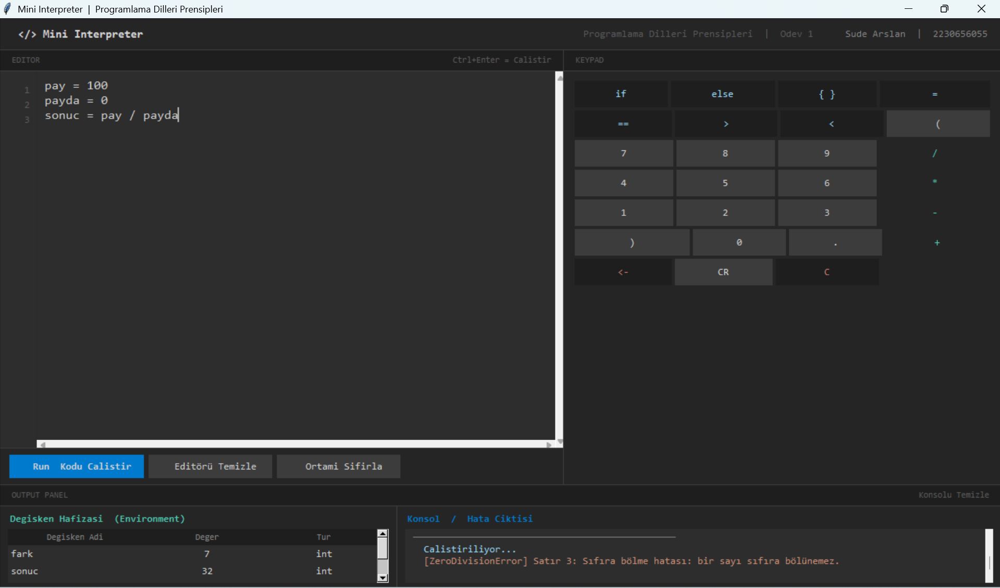 Mini Interpreter | Programlama Dilleri Prensipleri
</> Mini Interpreter
Programlama Dilleri Prensipleri | Odev 1 Sude Arslan | 2230656055
EDITOR
Ctrl+Enter = Calistir
KEYPAD
1 pay = 100
2 payda = 0
3 sonuc = pay / payda
if else { } =
== > < (
7 8 9 /
4 5 6 *
1 2 3 -
) 0 . +
<- CR C
Run Kodu Calistir
Editörü Temizle
Ortami Sifirla
OUTPUT PANEL
Konsolu Temizle
Degisken Hafizasi (Environment)
Degisken Adi Deger Tur
fark 7 int
sonuc 32 int
Konsol / Hata Ciktisi
Calistiriliyor...
[ZeroDivisionError] Satır 3: Sıfıra bölme hatası: bir sayı sıfıra bölünemez.